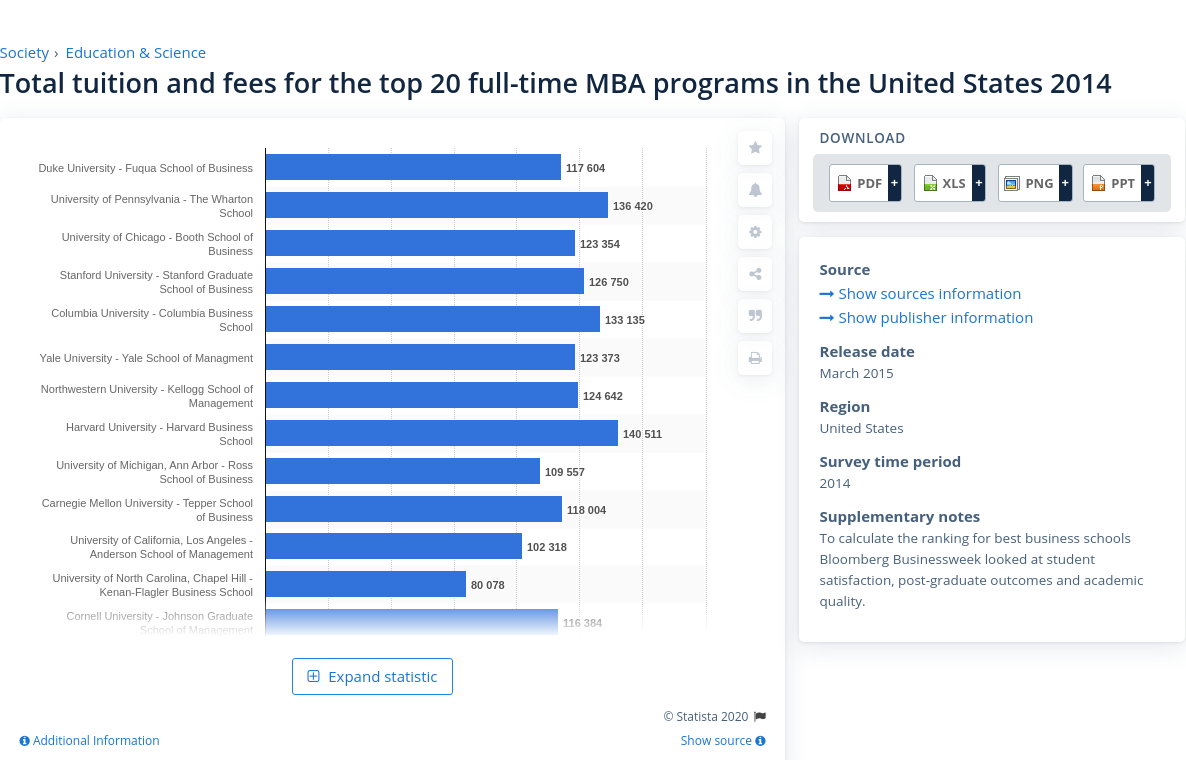 Society › Education & Science
Total tuition and fees for the top 20 full-time MBA programs in the United States 2014
Duke University - Fuqua School of Business
117 604
University of Pennsylvania - The Wharton
School
136 420
University of Chicago - Booth School of
Business
123 354
Stanford University - Stanford Graduate
School of Business
126 750
Columbia University - Columbia Business
School
133 135
Yale University - Yale School of Managment
123 373
Northwestern University - Kellogg School of
Management
124 642
Harvard University - Harvard Business
School
140 511
University of Michigan, Ann Arbor - Ross
School of Business
109 557
Carnegie Mellon University - Tepper School
of Business
118 004
University of California, Los Angeles -
Anderson School of Management
102 318
University of North Carolina, Chapel Hill -
Kenan-Flagler Business School
80 078
Cornell University - Johnson Graduate
School of Management
116 384
Expand statistic
© Statista 2020
Additional Information
Show source
DOWNLOAD
PDF + XLS + PNG + PPT +
Source
Show sources information
Show publisher information
Release date
March 2015
Region
United States
Survey time period
2014
Supplementary notes
To calculate the ranking for best business schools
Bloomberg Businessweek looked at student
satisfaction, post-graduate outcomes and academic
quality.